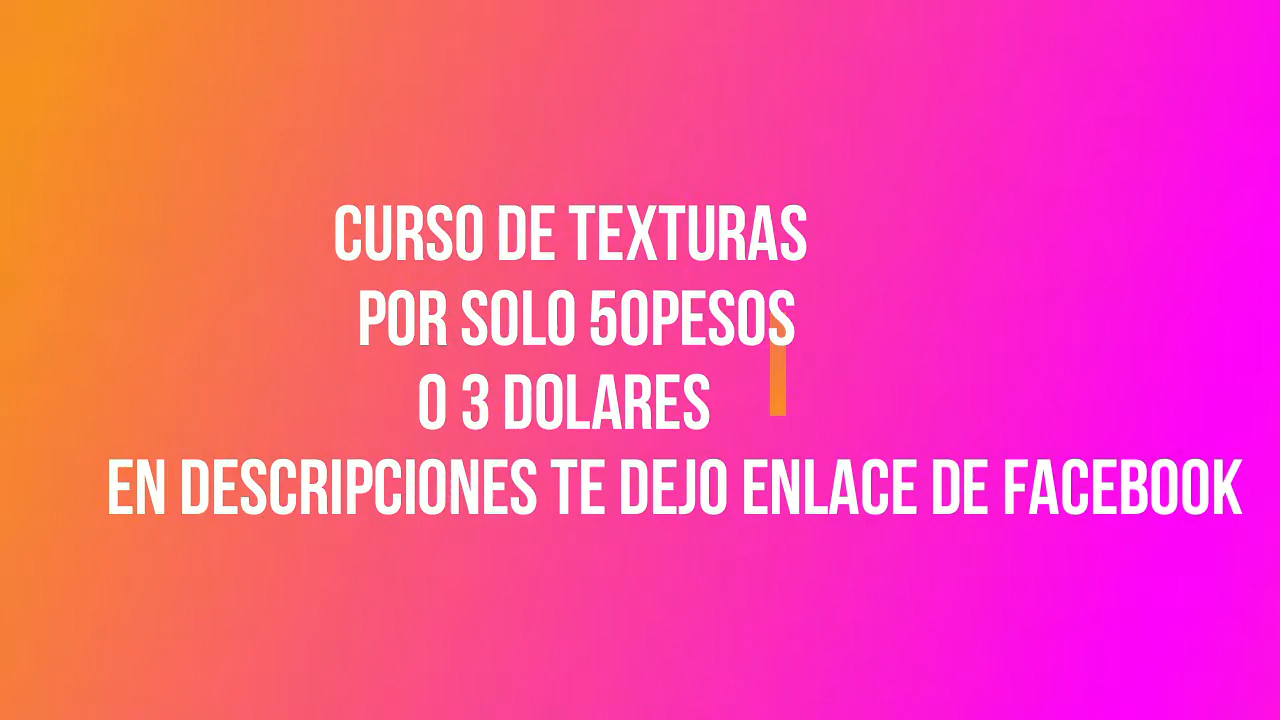 CURSO DE TEXTURAS
POR SOLO 50PESOS
O 3 DOLARES
EN DESCRIPCIONES TE DEJO ENLACE DE FACEBOOK